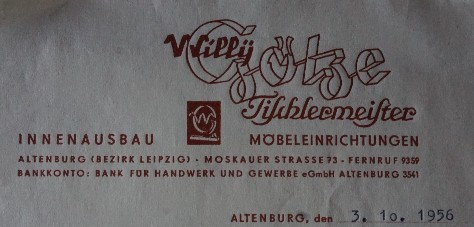 Willy
Götze
Tischlermeister
INNENAUSBAU MÖBELEINRICHTUNGEN
ALTENBURG (BEZIRK LEIPZIG) · MOSKAUER STRASSE 93 · FERNRUF 9359
BANKKONTO: BANK FÜR HANDWERK UND GEWERBE eGmbH ALTENBURG 3541
ALTENBURG, den 3. 10. 1956